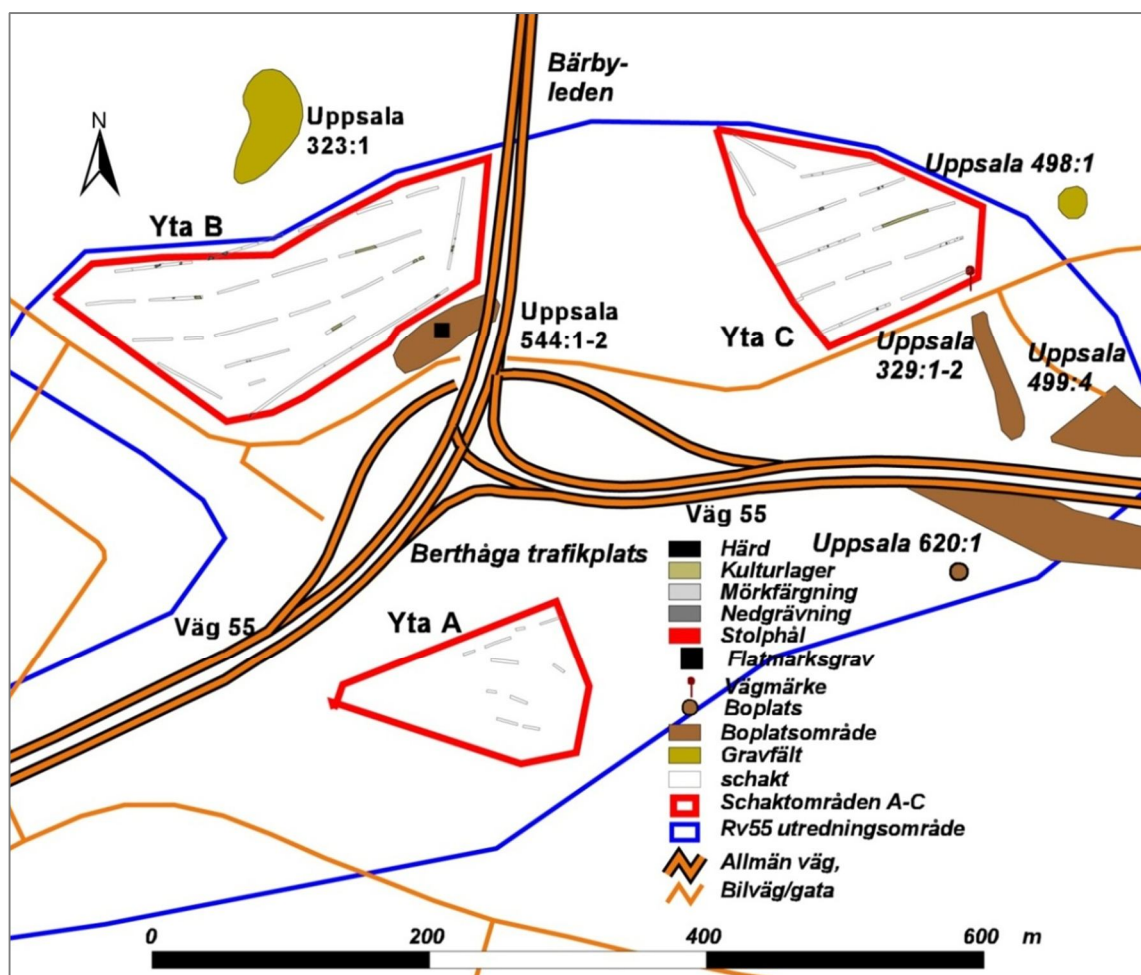 Bärby-
leden
N
Uppsala
323:1
Uppsala 498:1
Yta B
Uppsala
544:1-2
Yta C
Uppsala
329:1-2
Uppsala
499:4
Väg 55
Berthåga trafikplats
Uppsala 620:1
Väg 55
Yta A
Härd
Kulturlager
Mörkfärgning
Nedgrävning
Stolphål
Flatmarksgrav
Vägmärke
Boplats
Boplatsområde
Gravfält
schakt
Schaktområden A-C
Rv55 utredningsområde
Allmän väg,
Bilväg/gata
0 200 400 600 m